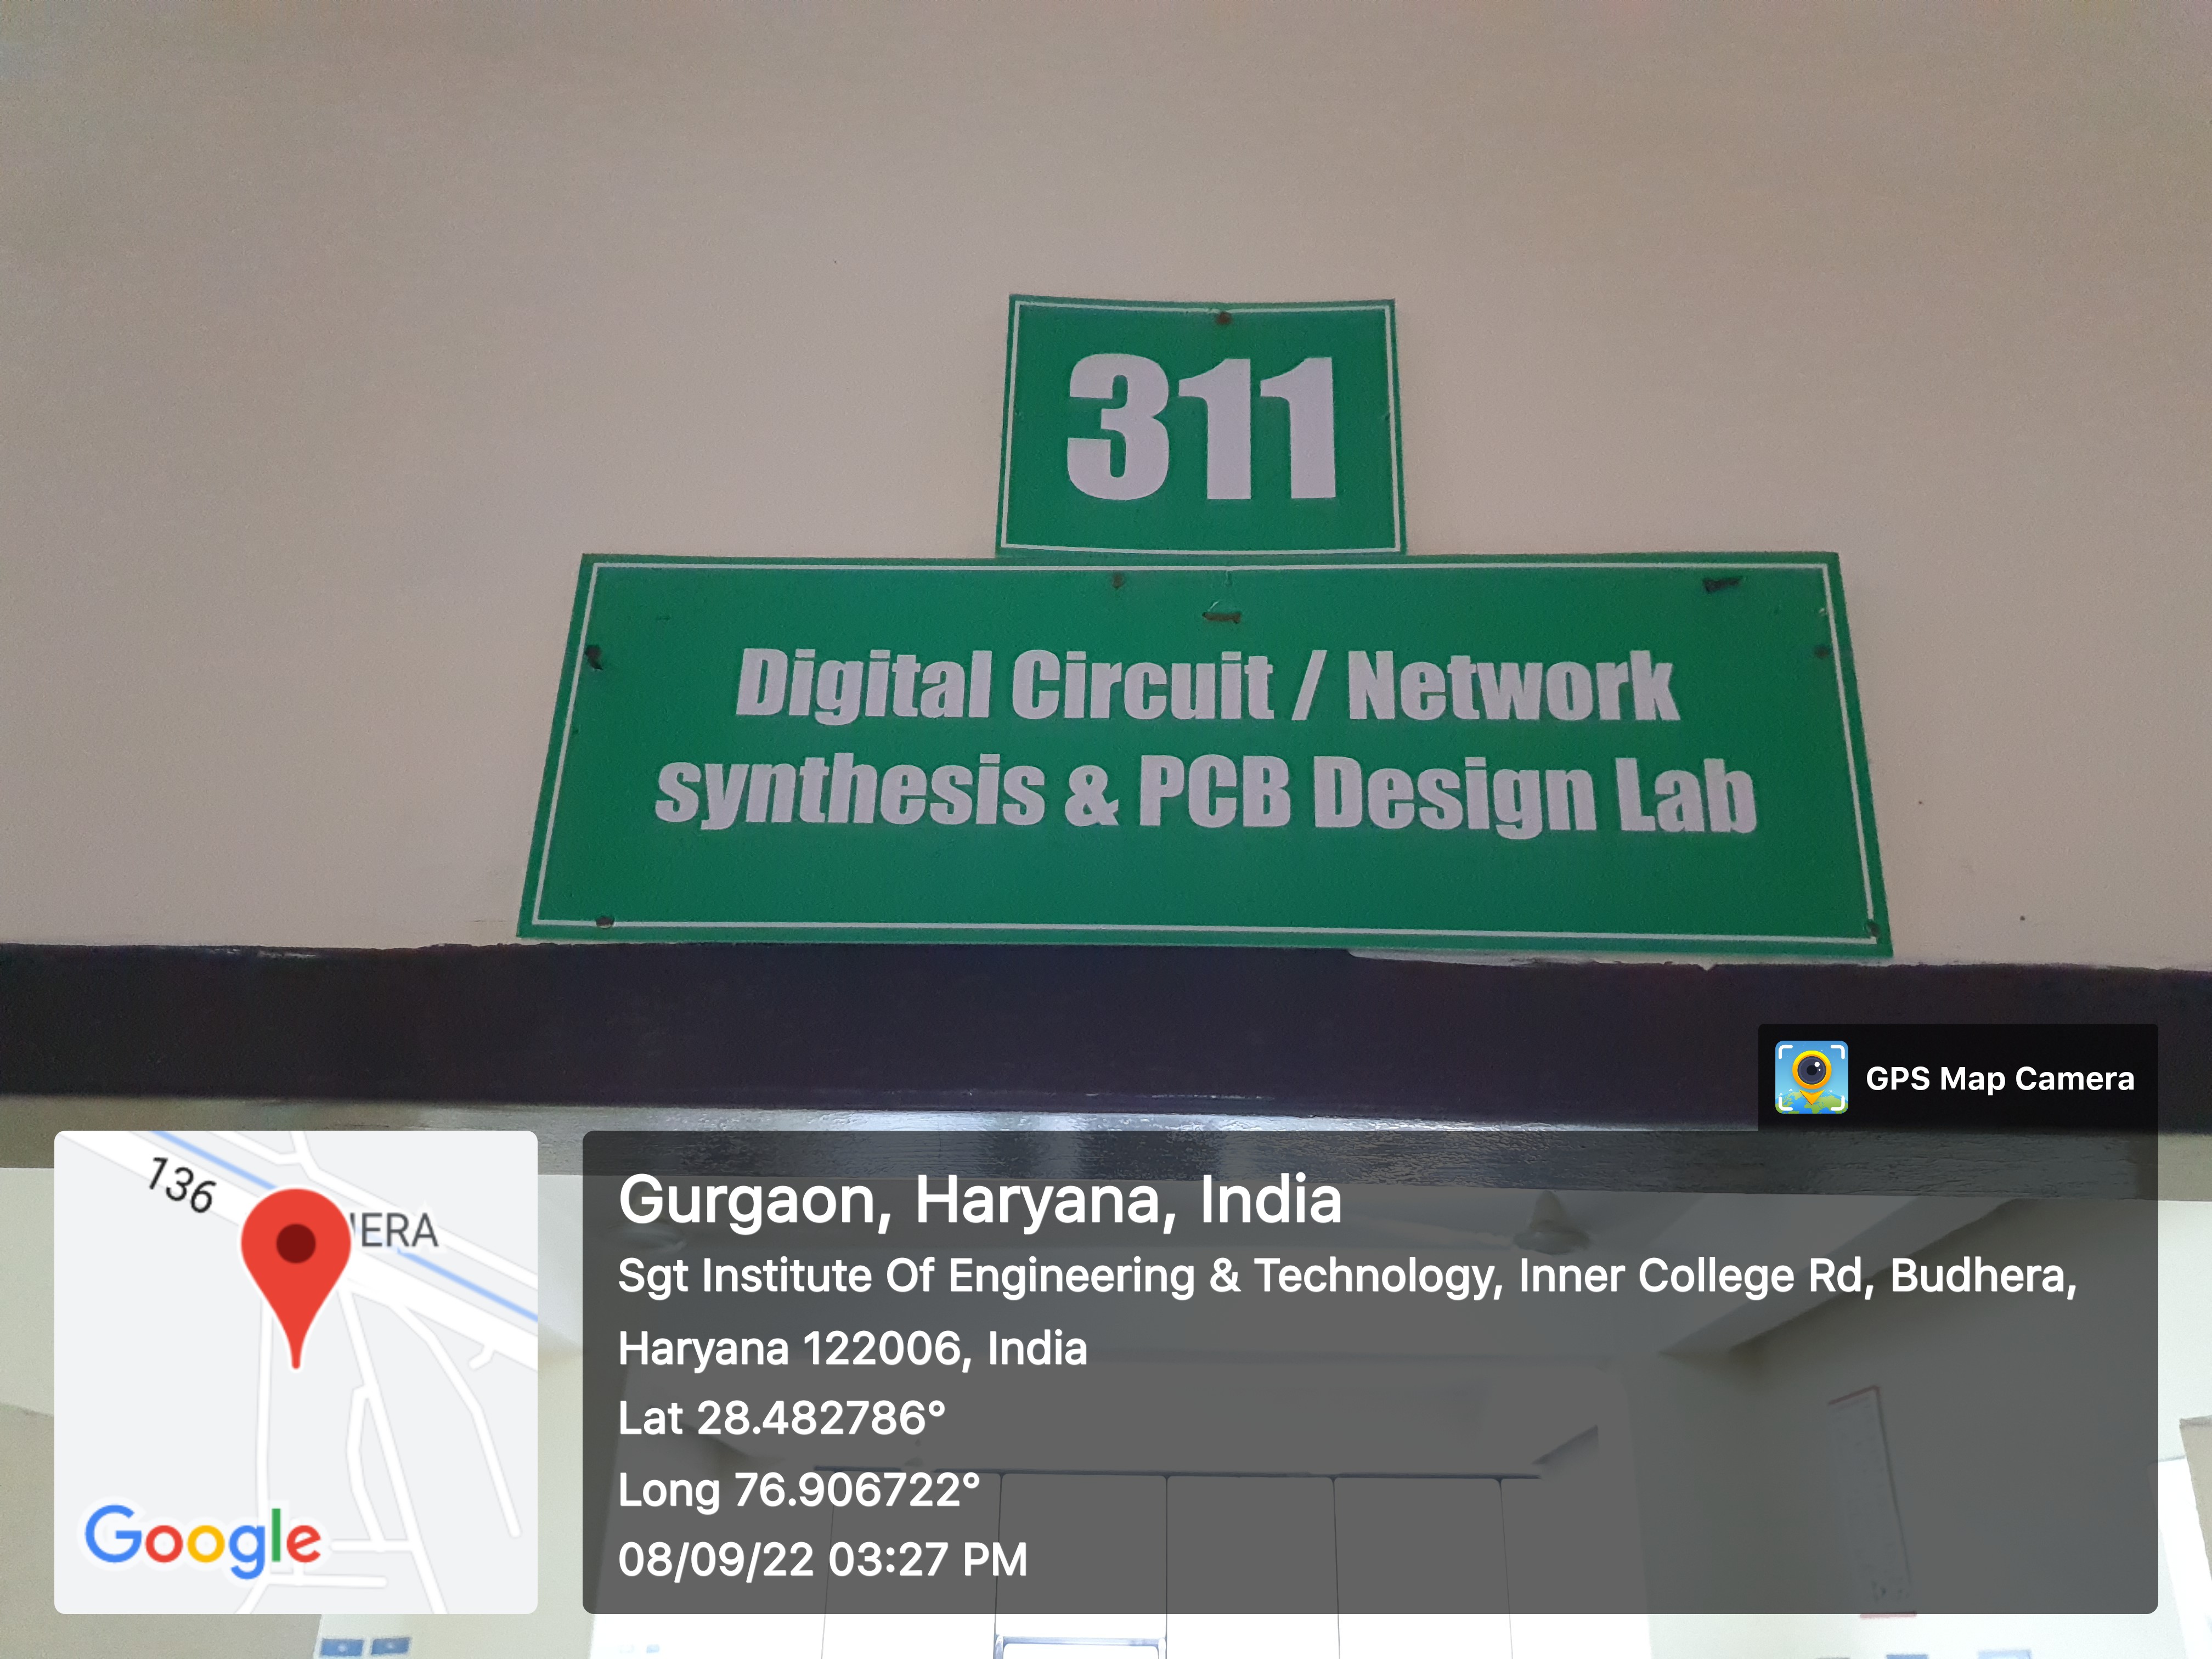 311
Digital Circuit / Network
synthesis & PCB Design Lab
GPS Map Camera
136
Google
Gurgaon, Haryana, India
Sgt Institute Of Engineering & Technology, Inner College Rd, Budhera,
Haryana 122006, India
Lat 28.482786°
Long 76.906722°
08/09/22 03:27 PM